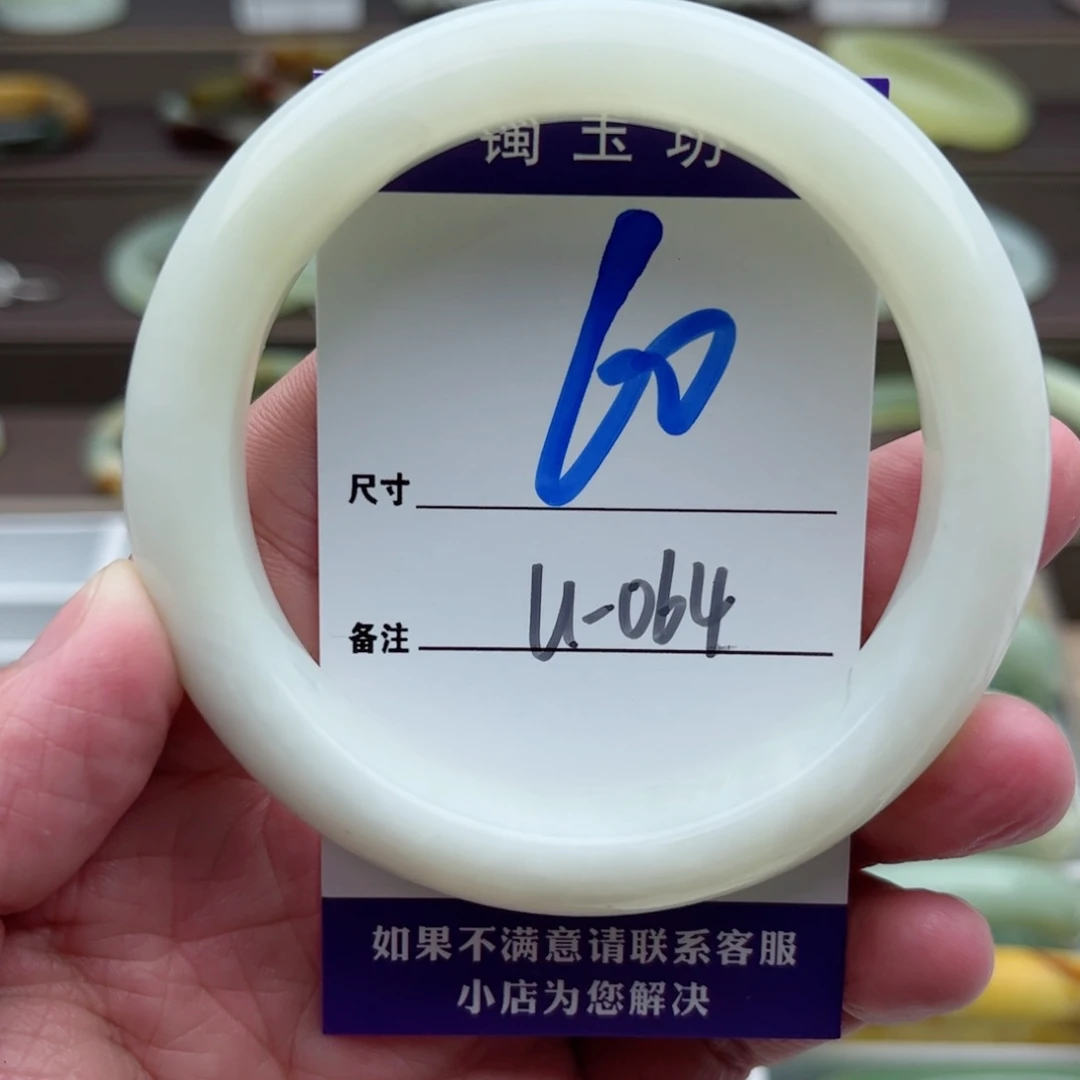 镯玉坊
60
尺寸
U-064
备注
如果不满意请联系客服
小店为您解决